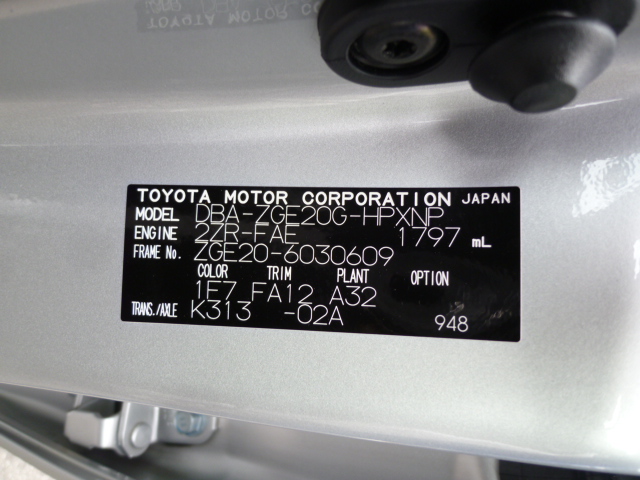 TOYOTA MOTOR CORPORATION JAPAN
MODEL DBA-ZGE20G-HPXNP
ENGINE 2ZR-FAE 1797 mL
FRAME No. ZGE20-6030609
COLOR TRIM PLANT OPTION
1E7 FA12 A32
TRANS./AXLE K313 -02A
948